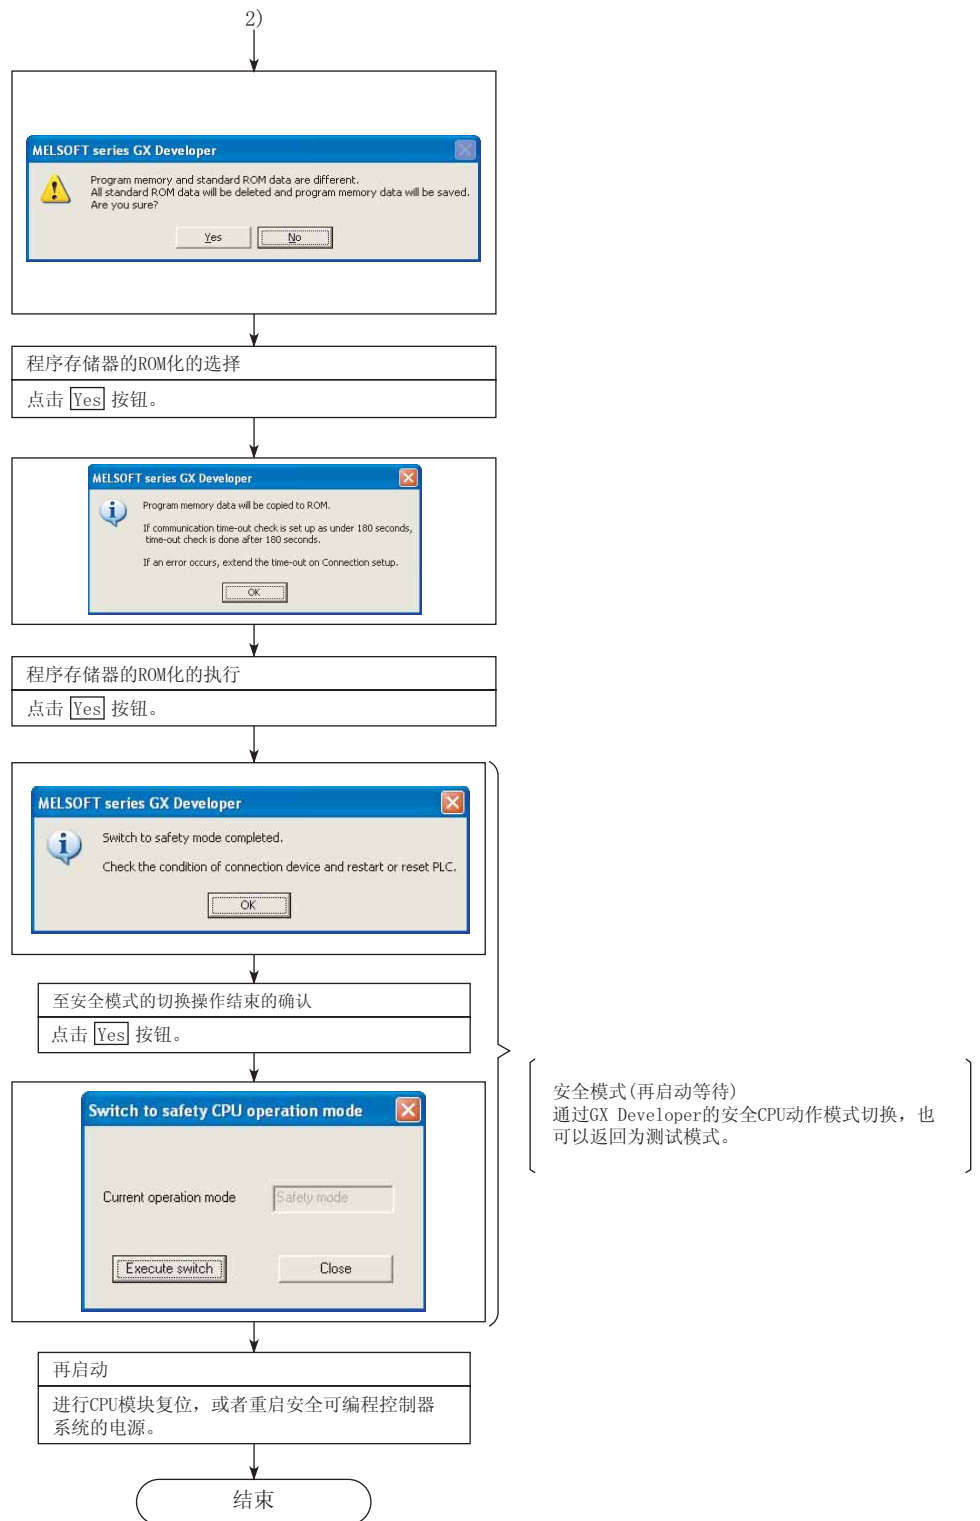 2)
MELSOFT series GX Developer
Program memory and standard ROM data are different.
All standard ROM data will be deleted and program memory data will be saved.
Are you sure?
Yes
No
程序存储器的ROM化的选择
点击 Yes 按钮。
MELSOFT series GX Developer
Program memory data will be copied to ROM.
If communication time-out check is set up as under 180 seconds,
time-out check is done after 180 seconds.
If an error occurs, extend the time-out on Connection setup.
OK
程序存储器的ROM化的执行
点击 Yes 按钮。
MELSOFT series GX Developer
Switch to safety mode completed.
Check the condition of connection device and restart or reset PLC.
OK
至安全模式的切换操作结束的确认
点击 Yes 按钮。
Switch to safety CPU operation mode
Current operation mode
Safety mode
Execute switch
Close
安全模式(再启动等待)
通过GX Developer的安全CPU动作模式切换，也
可以返回为测试模式。
再启动
进行CPU模块复位，或者重启安全可编程控制器
系统的电源。
结束